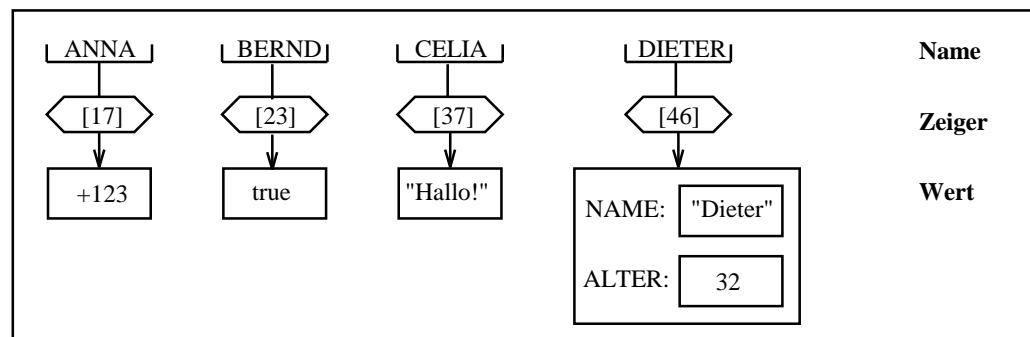 ANNA BERND CELIA DIETER Name
[17] [23] [37] [46] Zeiger
+123 true "Hallo!" NAME: "Dieter" Wert
ALTER: 32